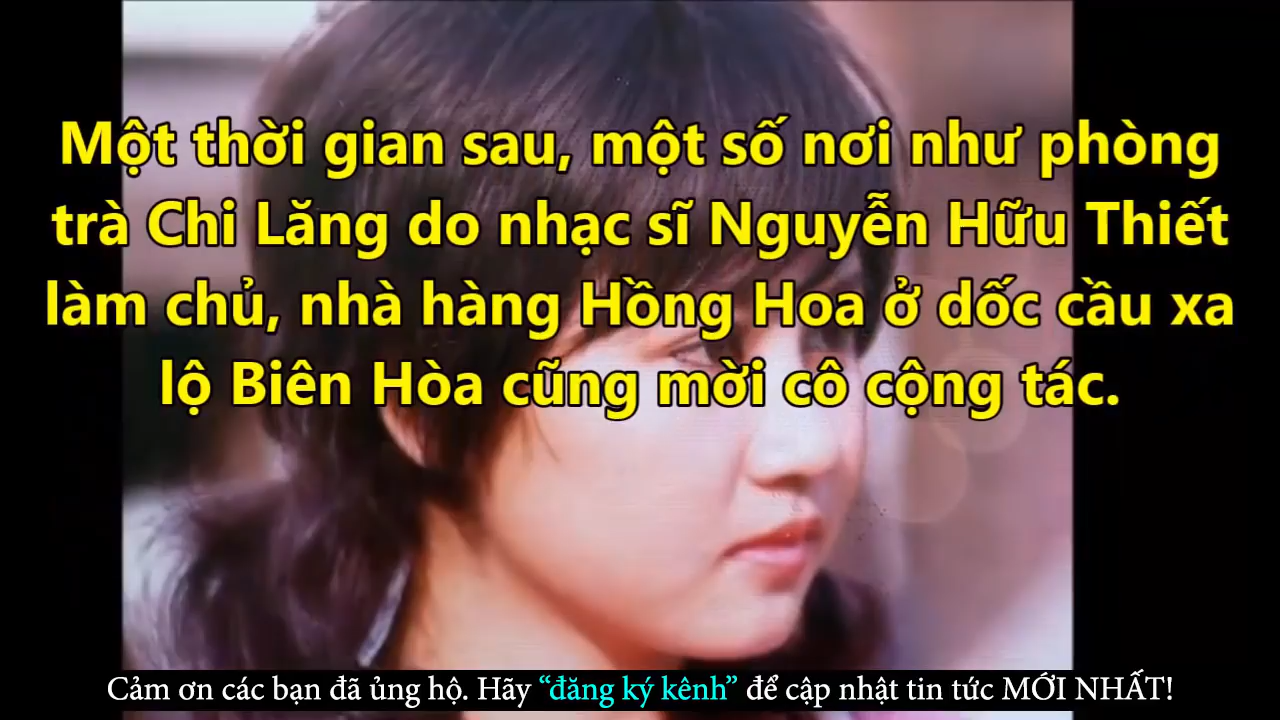 Một thời gian sau, một số nơi như phòng
trà Chi Lăng do nhạc sĩ Nguyễn Hữu Thiết
làm chủ, nhà hàng Hồng Hoa ở dốc cầu xa
lộ Biên Hòa cũng mời cô cộng tác.
Cảm ơn các bạn đã ủng hộ. Hãy “đăng ký kênh” để cập nhật tin tức MỚI NHẤT!